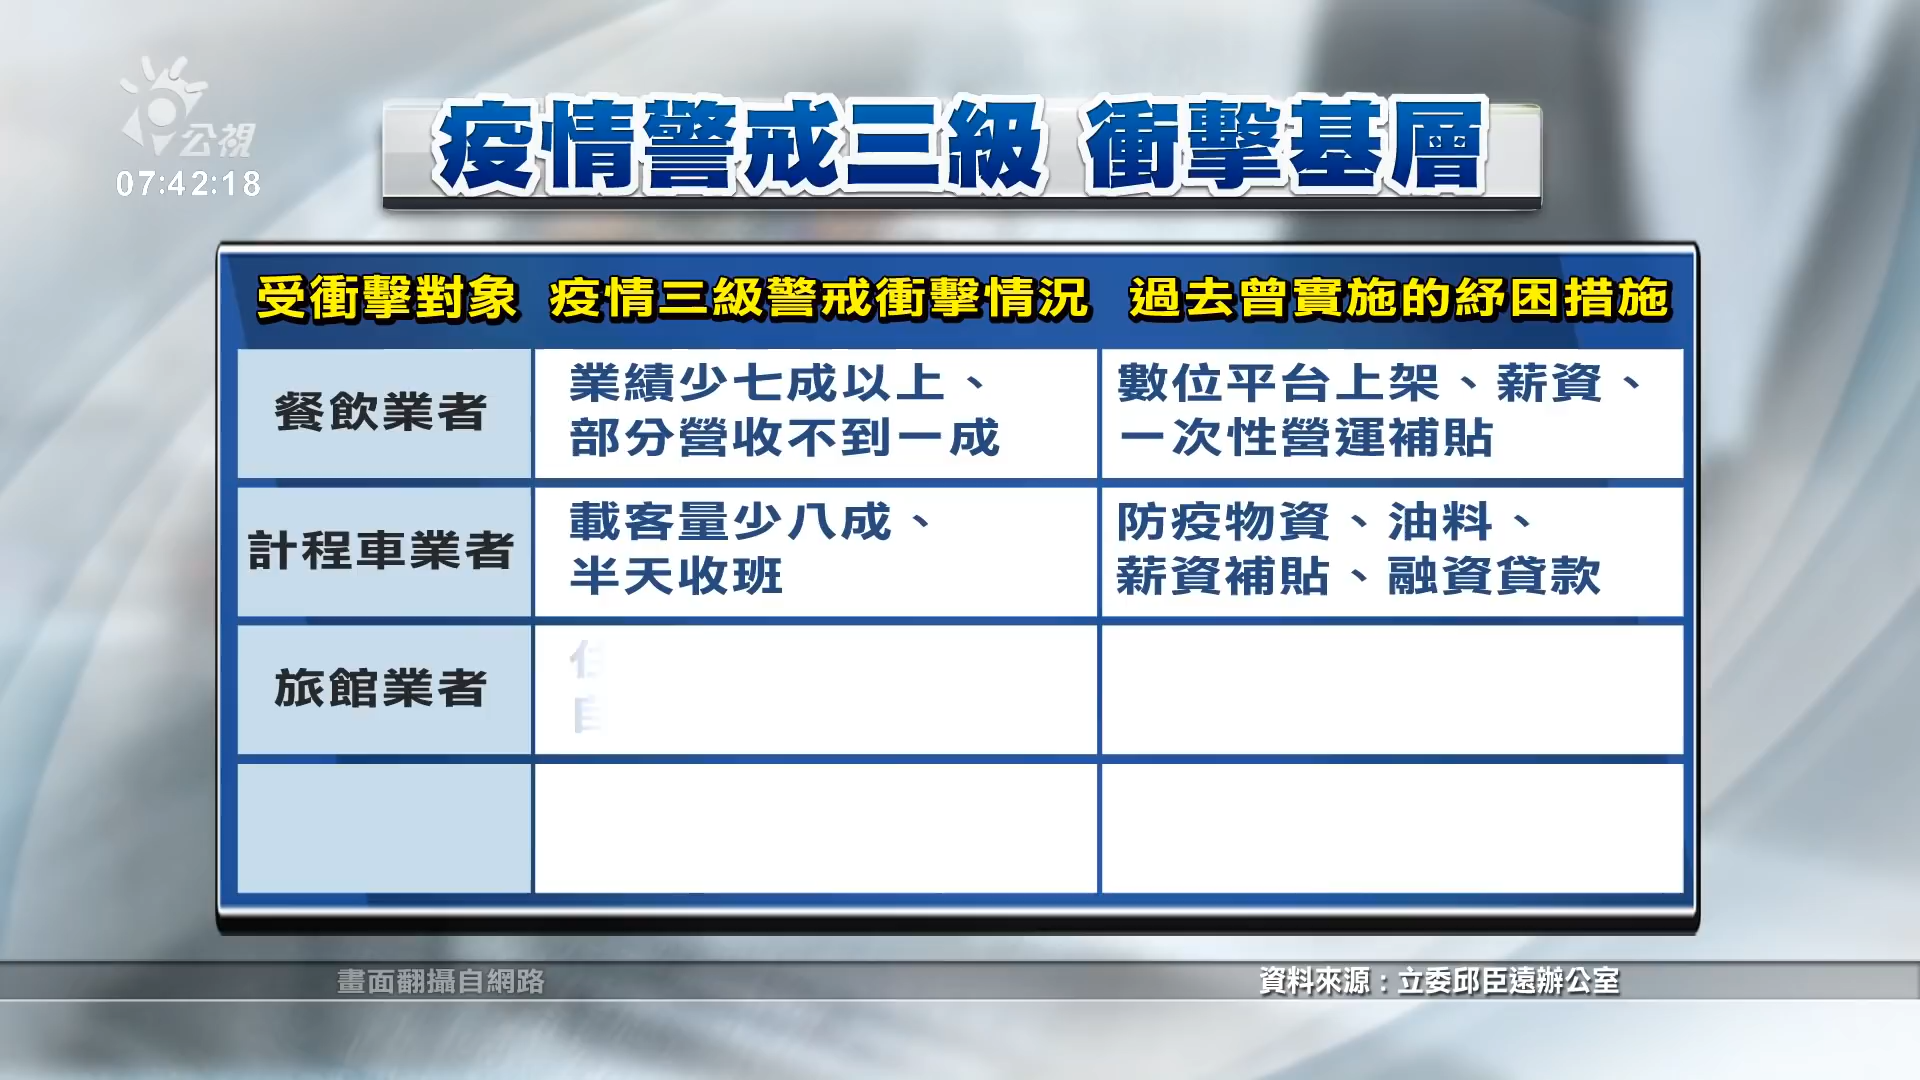 公視
07:42:18
疫情警戒三級 衝擊基層
受衝擊對象 疫情三級警戒衝擊情況 過去曾實施的紓困措施
餐飲業者
業績少七成以上、
部分營收不到一成
數位平台上架、薪資、
一次性營運補貼
計程車業者
載客量少八成、
半天收班
防疫物資、油料、
薪資補貼、融資貸款
旅館業者
畫面翻攝自網路
資料來源：立委邱臣遠辦公室